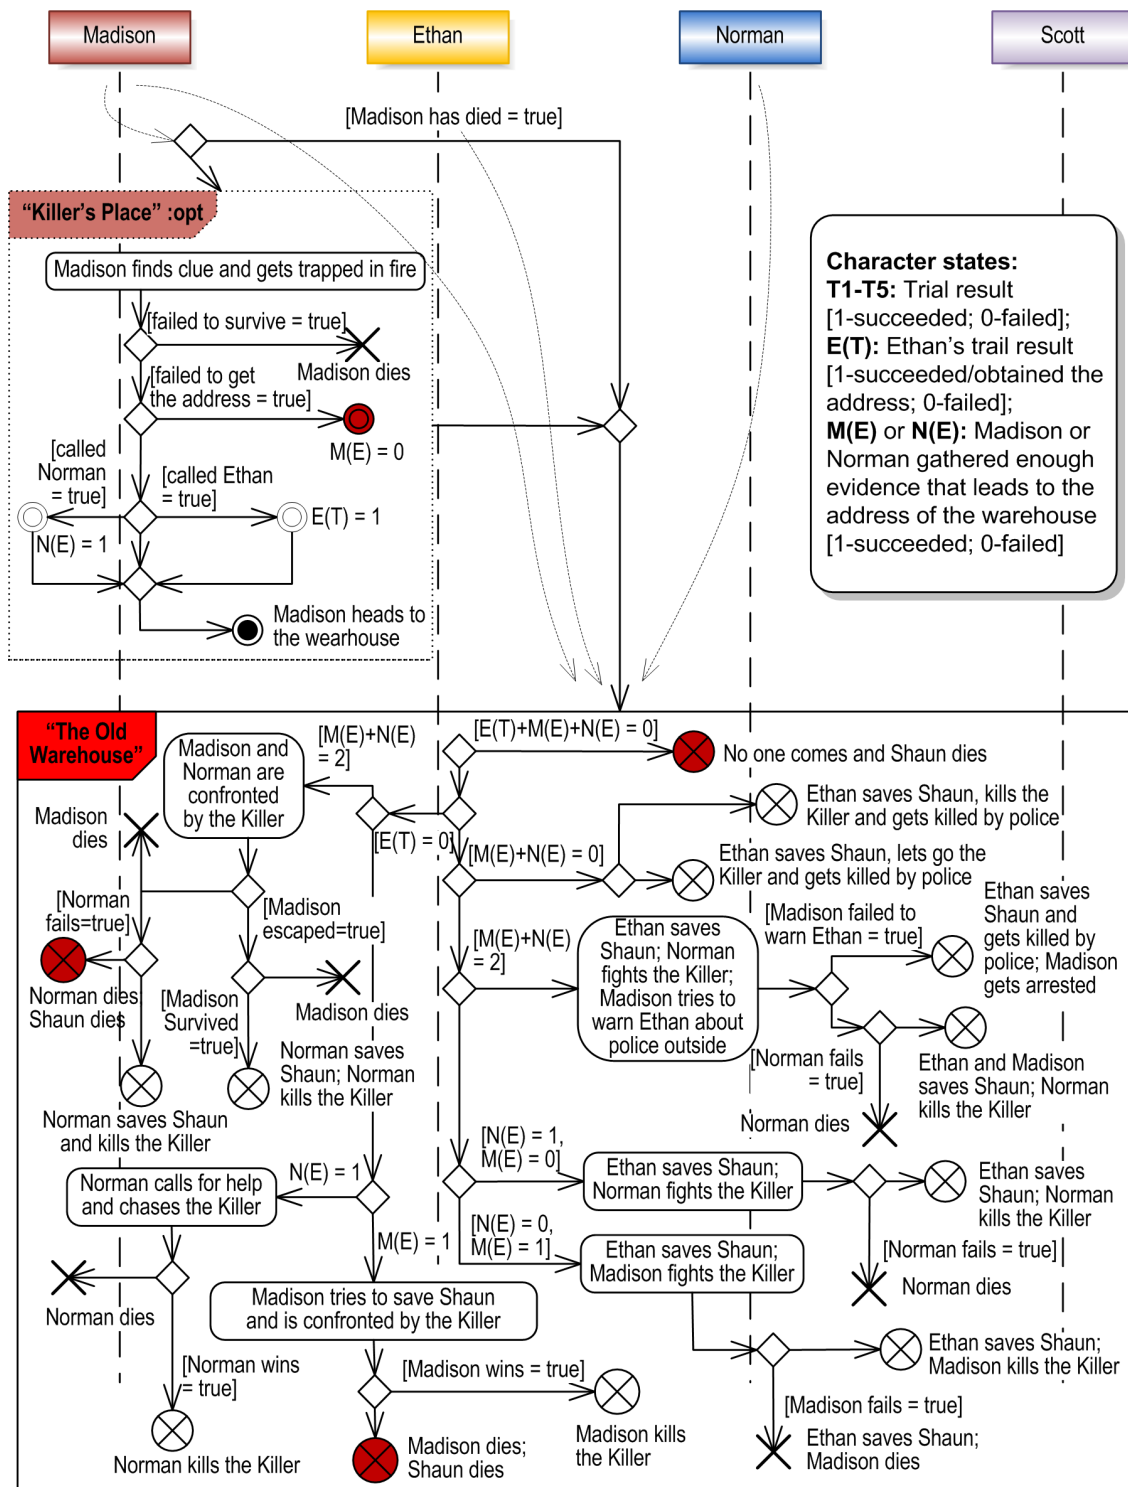 Madison
Ethan
Norman
Scott
[Madison has died = true]
“Killer’s Place” :opt
Madison finds clue and gets trapped in fire
[failed to survive = true]
Madison dies
[failed to get
the address = true]
M(E) = 0
[called
Norman
= true]
[called Ethan
= true]
E(T) = 1
N(E) = 1
Madison heads to
the wearhouse
Character states:
T1-T5: Trial result
[1-succeeded; 0-failed];
E(T): Ethan’s trail result
[1-succeeded/obtained the
address; 0-failed];
M(E) or N(E): Madison or
Norman gathered enough
evidence that leads to the
address of the warehouse
[1-succeeded; 0-failed]
“The Old
Warehouse”
Madison and
Norman are
confronted
by the Killer
[M(E)+N(E)
= 2]
[E(T)+M(E)+N(E) = 0]
No one comes and Shaun dies
[E(T) = 0]
Ethan saves Shaun, kills the
Killer and gets killed by police
[M(E)+N(E) = 0]
Ethan saves Shaun, lets go the
Killer and gets killed by police
Madison
dies
[Norman
fails=true]
[Madison
escaped=true]
Norman dies;
Shaun dies
[Madison
Survived
=true]
Madison dies
Norman saves
Shaun; Norman
kills the Killer
Norman saves Shaun
and kills the Killer
[M(E)+N(E)
= 2]
Ethan saves
Shaun; Norman
fights the Killer;
Madison tries to
warn Ethan about
police outside
[Madison failed to
warn Ethan = true]
Ethan saves
Shaun and
gets killed by
police; Madison
gets arrested
[Norman fails
= true]
Ethan and Madison
saves Shaun; Norman
kills the Killer
Norman dies
[N(E) = 1,
M(E) = 0]
Ethan saves Shaun;
Norman fights the Killer
Ethan saves
Shaun; Norman
kills the Killer
[Norman fails = true]
Norman dies
[N(E) = 0,
M(E) = 1]
Ethan saves Shaun;
Madison fights the Killer
Ethan saves Shaun;
Madison kills the Killer
[Madison fails = true]
Ethan saves Shaun;
Madison dies
N(E) = 1
Norman calls for help
and chases the Killer
M(E) = 1
Norman dies
[Norman wins
= true]
Norman kills the Killer
Madison tries to save Shaun
and is confronted by the Killer
[Madison wins = true]
Madison kills
the Killer
Madison dies;
Shaun dies